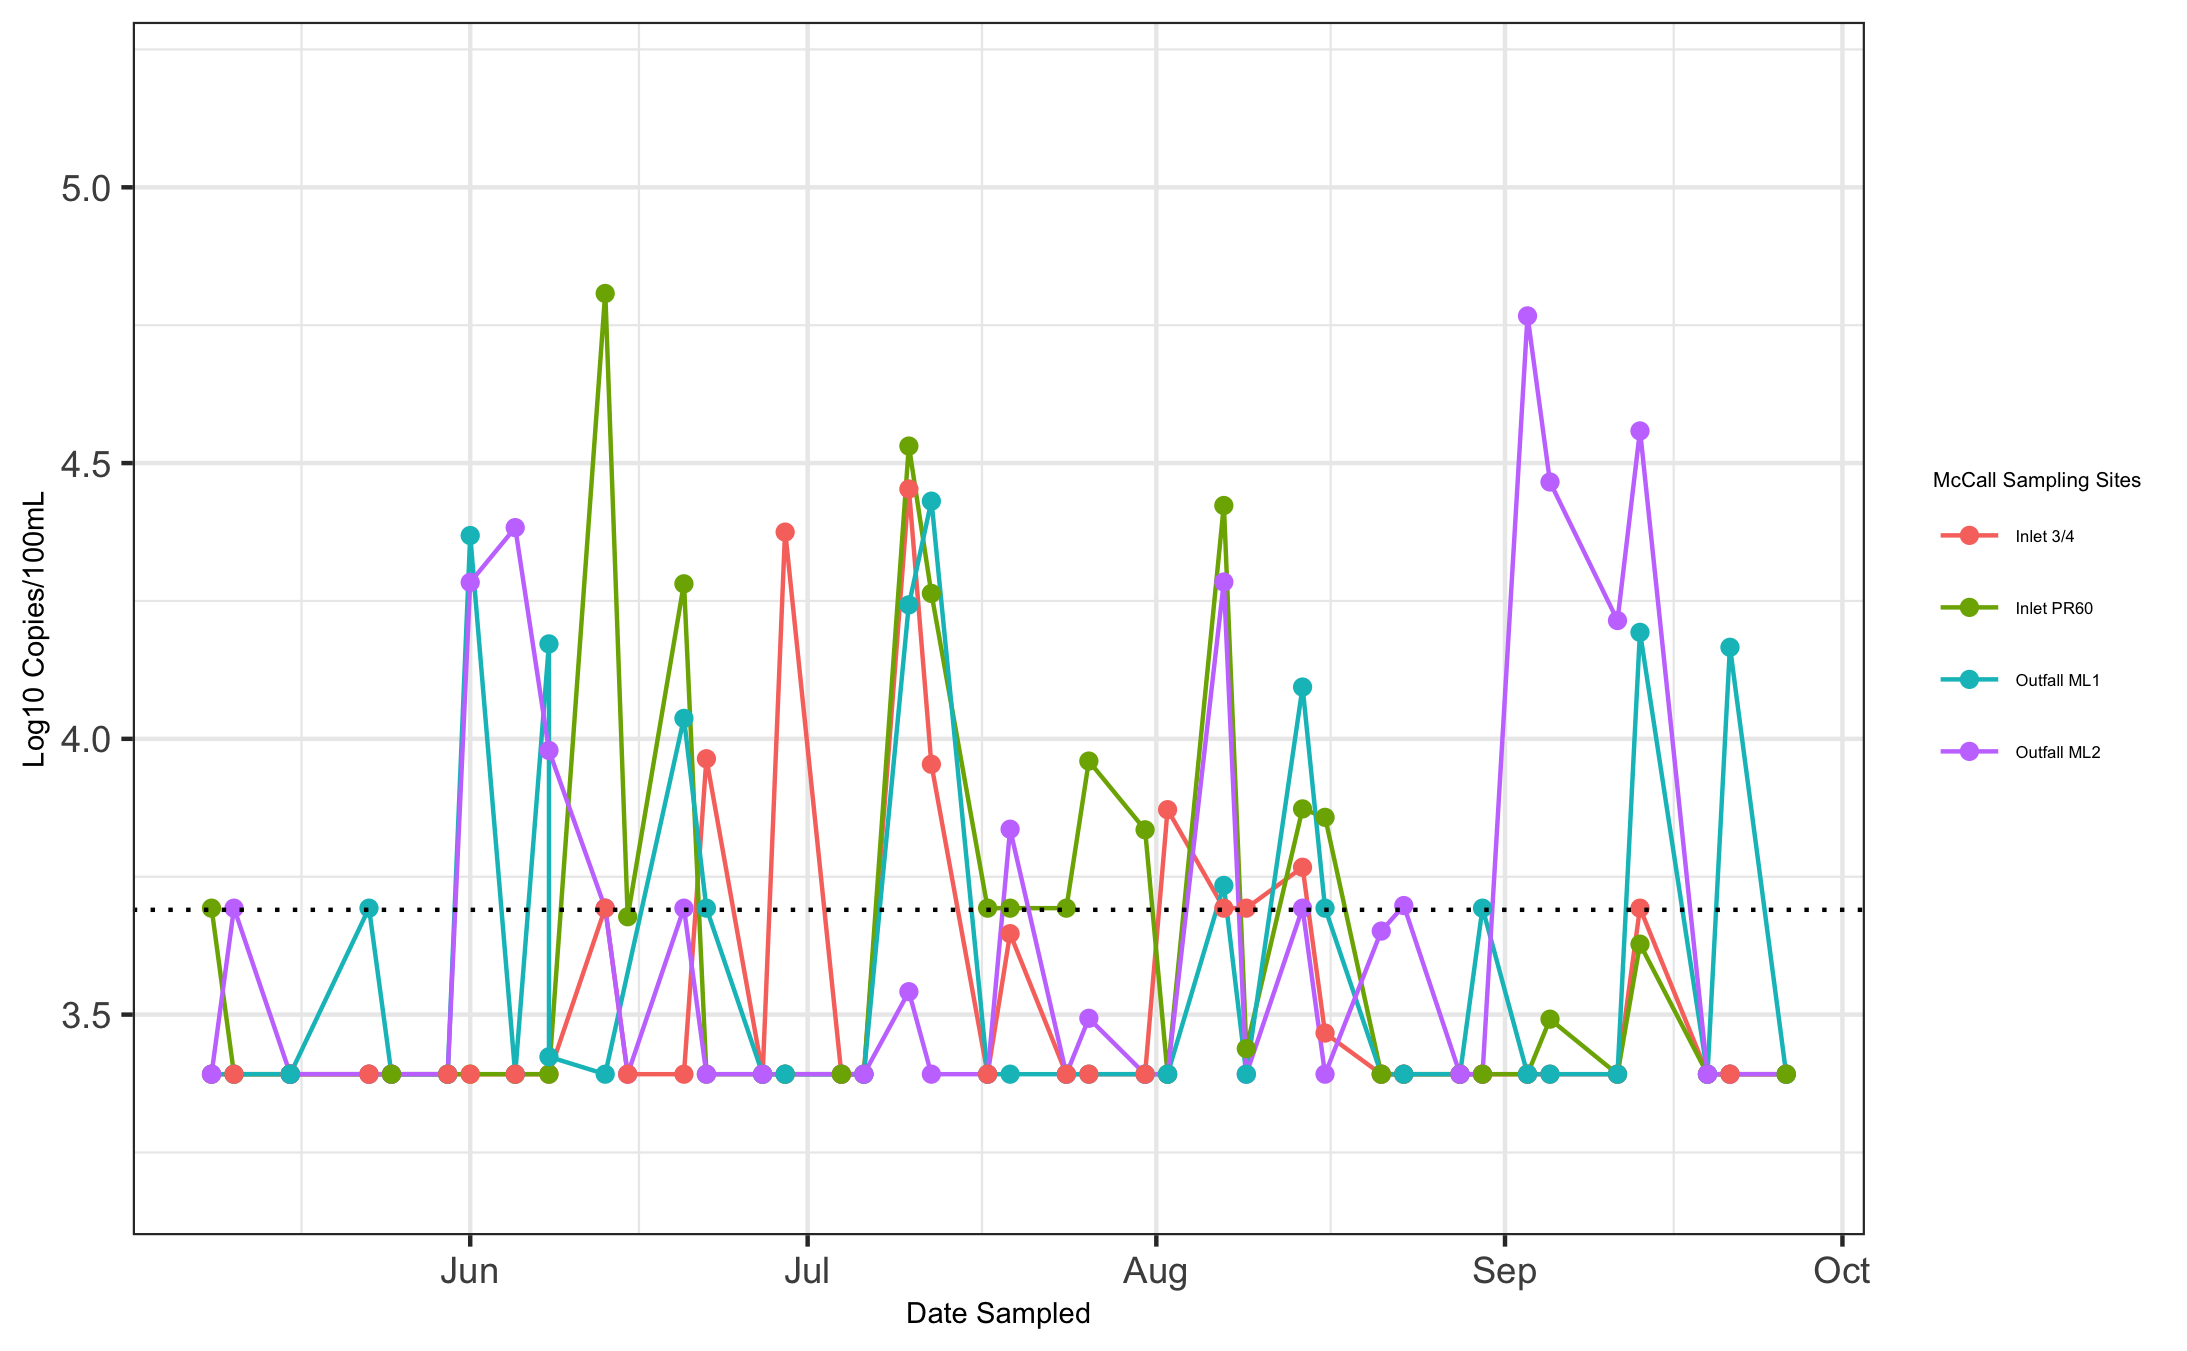 Log10 Copies/100mL
5.0
4.5
4.0
3.5
Jun
Jul
Aug
Sep
Oct
Date Sampled
McCall Sampling Sites
Inlet 3/4
Inlet PR60
Outfall ML1
Outfall ML2